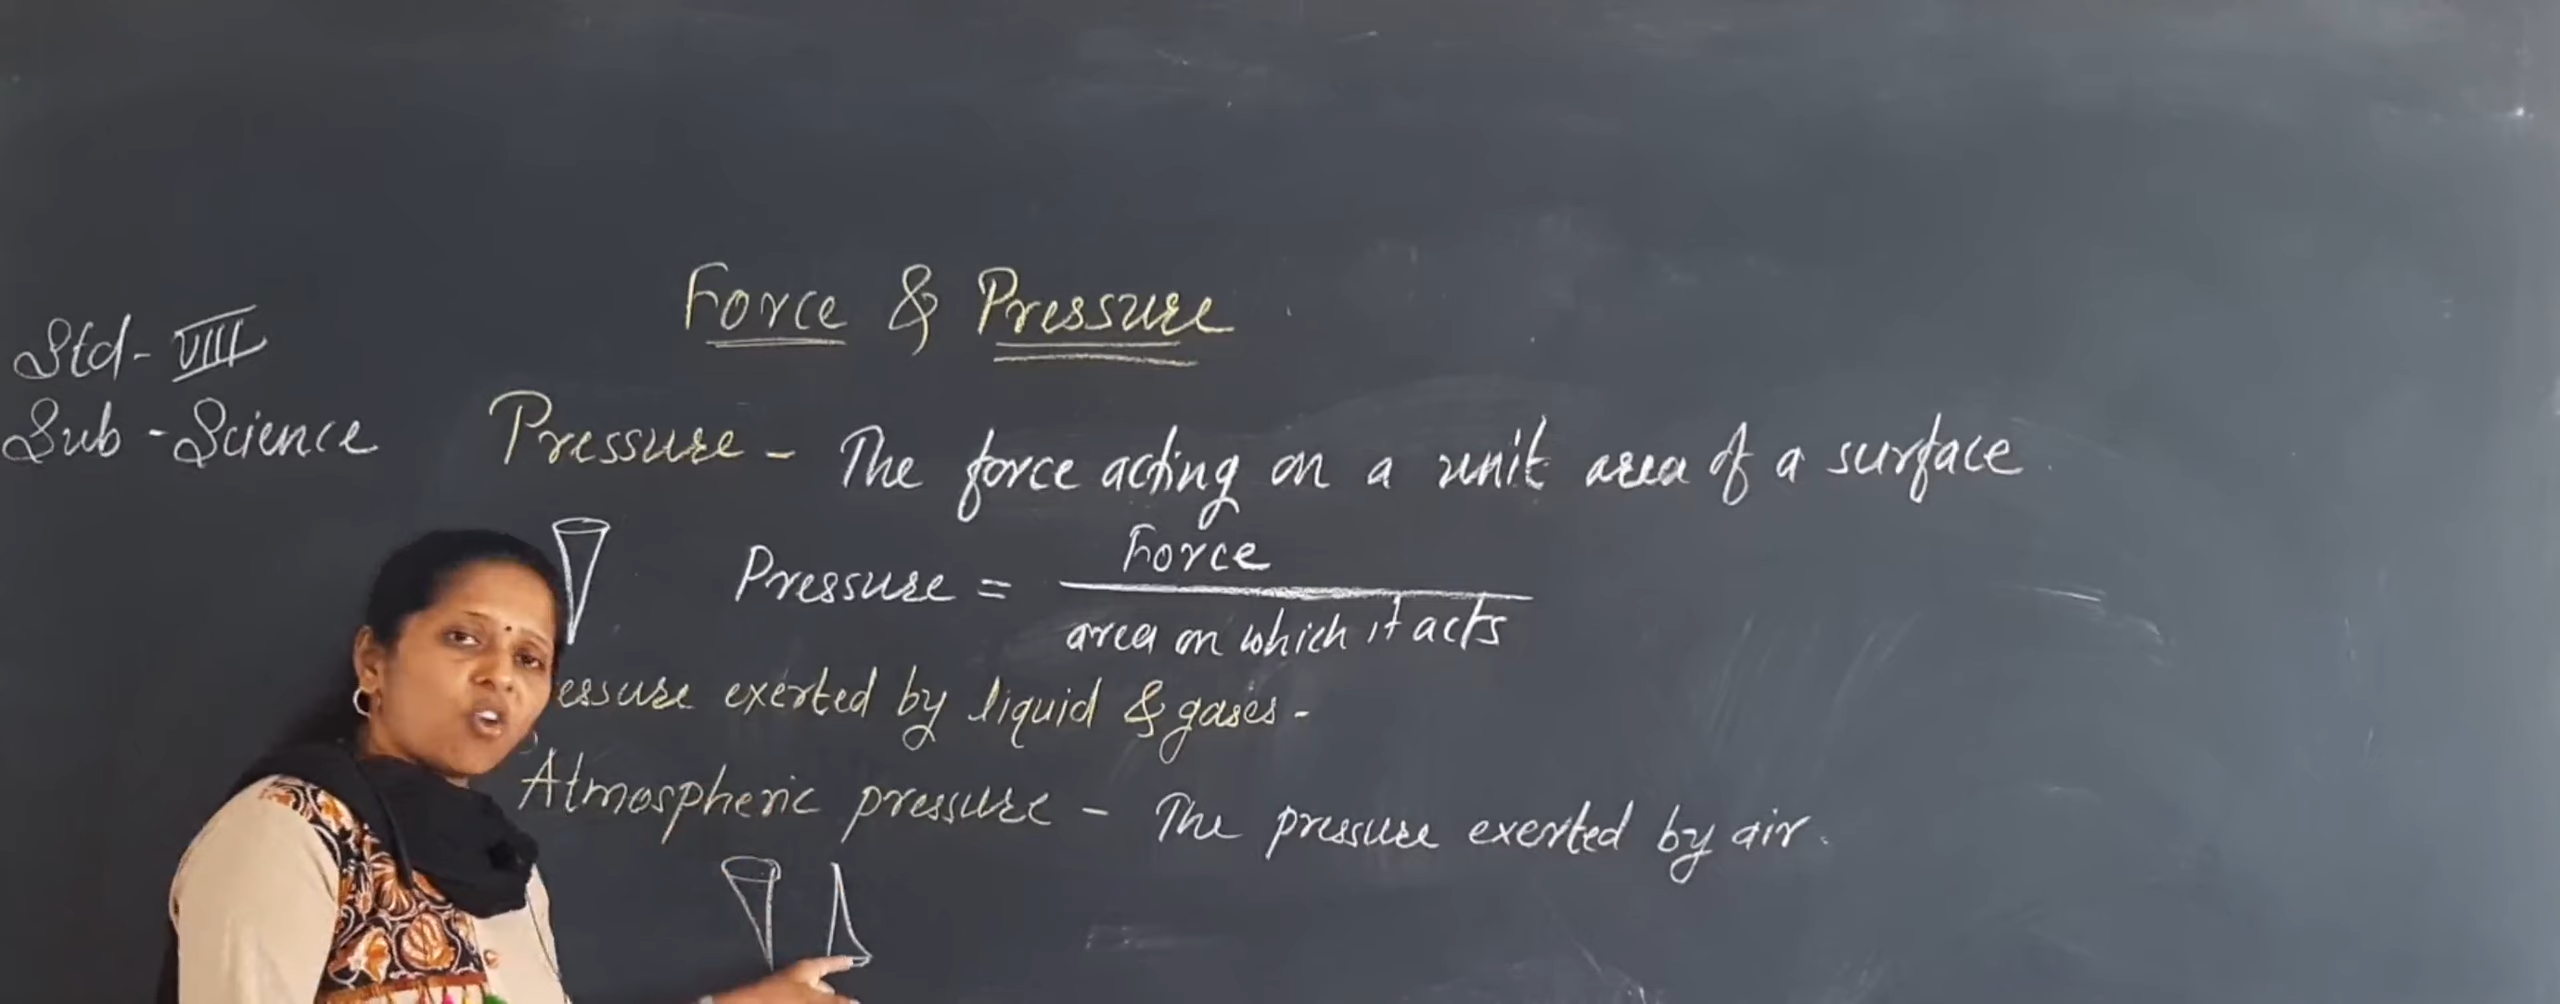 Force & Pressure
Std - VIII
Sub - Science
Pressure - The force acting on a unit area of a surface
Pressure = Force
area on which it acts
essure exerted by liquid & gases -
Atmospheric pressure - The pressure exerted by air.